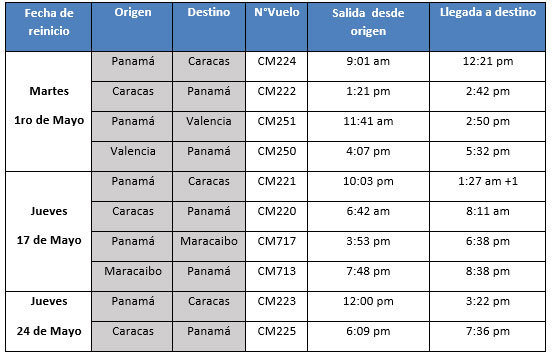 Fecha de reinicio Origen Destino N°Vuelo Salida desde origen Llegada a destino
Martes 1ro de Mayo Panamá Caracas CM224 9:01 am 12:21 pm
Caracas Panamá CM222 1:21 pm 2:42 pm
Panamá Valencia CM251 11:41 am 2:50 pm
Valencia Panamá CM250 4:07 pm 5:32 pm
Jueves 17 de Mayo Panamá Caracas CM221 10:03 pm 1:27 am +1
Caracas Panamá CM220 6:42 am 8:11 am
Panamá Maracaibo CM717 3:53 pm 6:38 pm
Maracaibo Panamá CM713 7:48 pm 8:38 pm
Jueves 24 de Mayo Panamá Caracas CM223 12:00 pm 3:22 pm
Caracas Panamá CM225 6:09 pm 7:36 pm